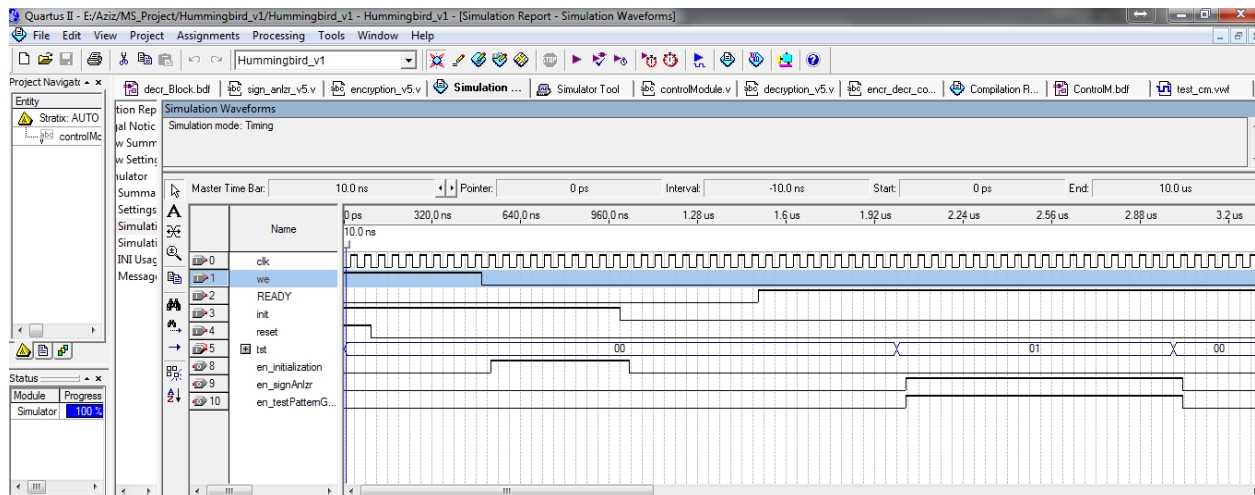 Quartus II - E:/Aziz/MS_Project/Hummingbird_v1/Hummingbird_v1 - Hummingbird_v1 - [Simulation Report - Simulation Waveforms]
File Edit View Project Assignments Processing Tools Window Help
Hummingbird_v1
Project Navigatc
decr_Block.bdf sign_anlzr_v5.v encryption_v5.v Simulation ... Simulator Tool controlModule.v decryption_v5.v encr_decr_co... Compilation R... ControlM.bdf test_cm.vwf
Entity
Stratix: AUTO
controlMc
tion Rep
jal Notic
w Summ
w Setting
nulator
Summa
Settings
Simulati
Simulati
INI Usag
Message
Simulation Waveforms
Simulation mode: Timing
Master Time Bar: 10.0 ns Pointer: 0 ps Interval: -10.0 ns Start: 0 ps End: 10.0 us
Name
0 ps 320.0 ns 640.0 ns 960.0 ns 1.28 us 1.6 us 1.92 us 2.24 us 2.56 us 2.88 us 3.2 us
10.0 ns
0 clk
1 we
2 READY
3 init
4 reset
5 tst 00 01 00
8 en_initialization
9 en_signAnlzr
10 en_testPatternG...
Status
Module Progress
Simulator 100 %